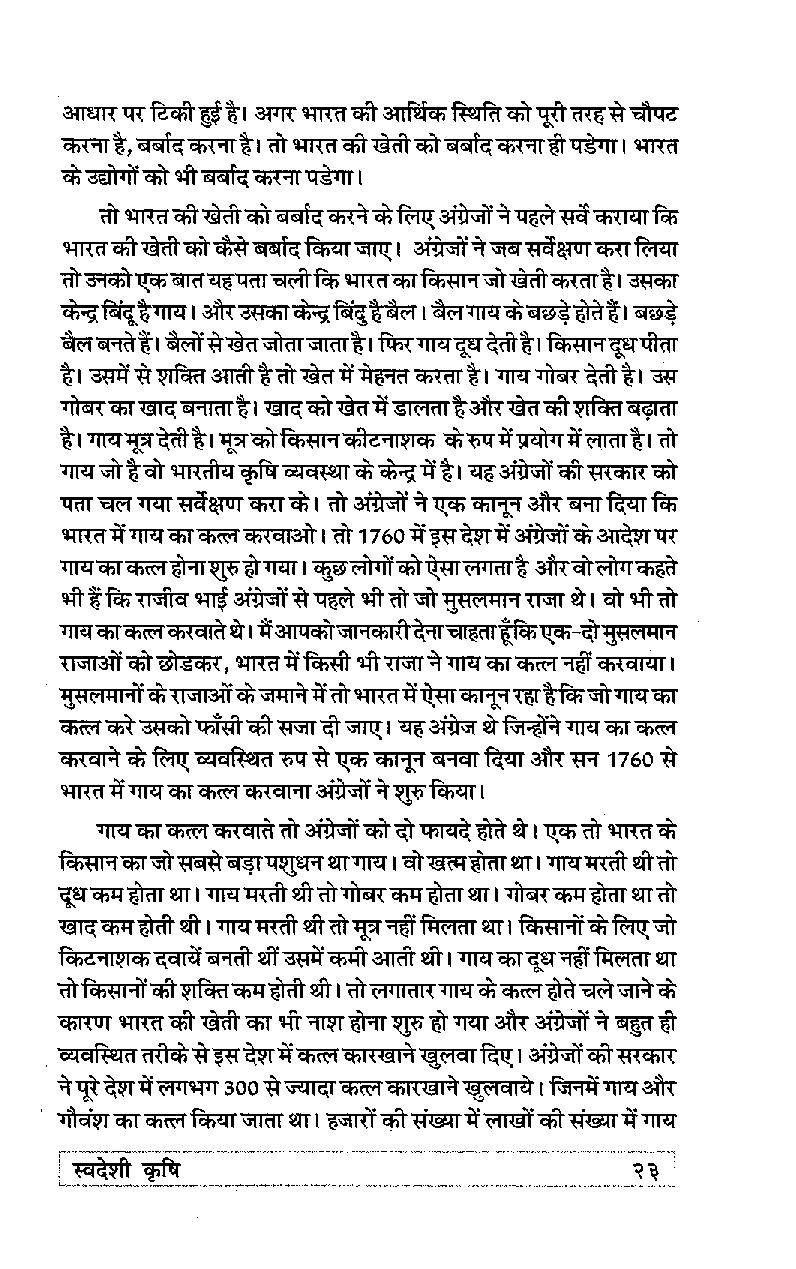 आधार पर टिकी हुई है। अगर भारत की आर्थिक स्थिति को पूरी तरह से चौपट
करना है, बर्बाद करना है। तो भारत की खेती को बर्बाद करना ही पडेगा। भारत
के उद्योगों को भी बर्बाद करना पडेगा।
तो भारत की खेती को बर्बाद करने के लिए अंग्रेजों ने पहले सर्वे कराया कि
भारत की खेती को कैसे बर्बाद किया जाए। अंग्रेजों ने जब सर्वेक्षण करा लिया
तो उनको एक बात यह पता चली कि भारत का किसान जो खेती करता है। उसका
केन्द्र बिंदू है गाय। और उसका केन्द्र बिंदु है बैल। बैल गाय के बछड़े होते हैं। बछड़े
बैल बनते हैं। बैलों से खेत जोता जाता है। फिर गाय दूध देती है। किसान दूध पीता
है। उसमें से शक्ति आती है तो खेत में मेहनत करता है। गाय गोबर देती है। उस
गोबर का खाद बनाता है। खाद को खेत में डालता है और खेत की शक्ति बढ़ाता
है। गाय मूत्र देती है। मूत्र को किसान कीटनाशक के रुप में प्रयोग में लाता है। तो
गाय जो है वो भारतीय कृषि व्यवस्था के केन्द्र में है। यह अंग्रेजों की सरकार को
पता चल गया सर्वेक्षण करा के। तो अंग्रेजों ने एक कानून और बना दिया कि
भारत में गाय का कत्ल करवाओ। तो 1760 में इस देश में अंग्रेजों के आदेश पर
गाय का कत्ल होना शुरु हो गया। कुछ लोगों को ऐसा लगता है और वो लोग कहते
भी हैं कि राजीव भाई अंग्रेजों से पहले भी तो जो मुसलमान राजा थे। वो भी तो
गाय का कत्ल करवाते थे। मैं आपको जानकारी देना चाहता हूँ कि एक-दो मुसलमान
राजाओं को छोडकर, भारत में किसी भी राजा ने गाय का कत्ल नहीं करवाया।
मुसलमानों के राजाओं के जमाने में तो भारत में ऐसा कानून रहा है कि जो गाय का
कत्ल करे उसको फाँसी की सजा दी जाए। यह अंग्रेज थे जिन्होंने गाय का कत्ल
करवाने के लिए व्यवस्थित रुप से एक कानून बनवा दिया और सन 1760 से
भारत में गाय का कत्ल करवाना अंग्रेजों ने शुरु किया।
गाय का कत्ल करवाते तो अंग्रेजों को दो फायदे होते थे। एक तो भारत के
किसान का जो सबसे बड़ा पशुधन था गाय। वो खत्म होता था। गाय मरती थी तो
दूध कम होता था। गाय मरती थी तो गोबर कम होता था। गोबर कम होता था तो
खाद कम होती थी। गाय मरती थी तो मूत्र नहीं मिलता था। किसानों के लिए जो
किटनाशक दवायें बनती थीं उसमें कमी आती थी। गाय का दूध नहीं मिलता था
तो किसानों की शक्ति कम होती थी। तो लगातार गाय के कत्ल होते चले जाने के
कारण भारत की खेती का भी नाश होना शुरु हो गया और अंग्रेजों ने बहुत ही
व्यवस्थित तरीके से इस देश में कत्ल कारखाने खुलवा दिए। अंग्रेजों की सरकार
ने पूरे देश में लगभग 300 से ज्यादा कत्ल कारखाने खुलवाये। जिनमें गाय और
गौवंश का कत्ल किया जाता था। हजारों की संख्या में लाखों की संख्या में गाय
स्वदेशी कृषि २३